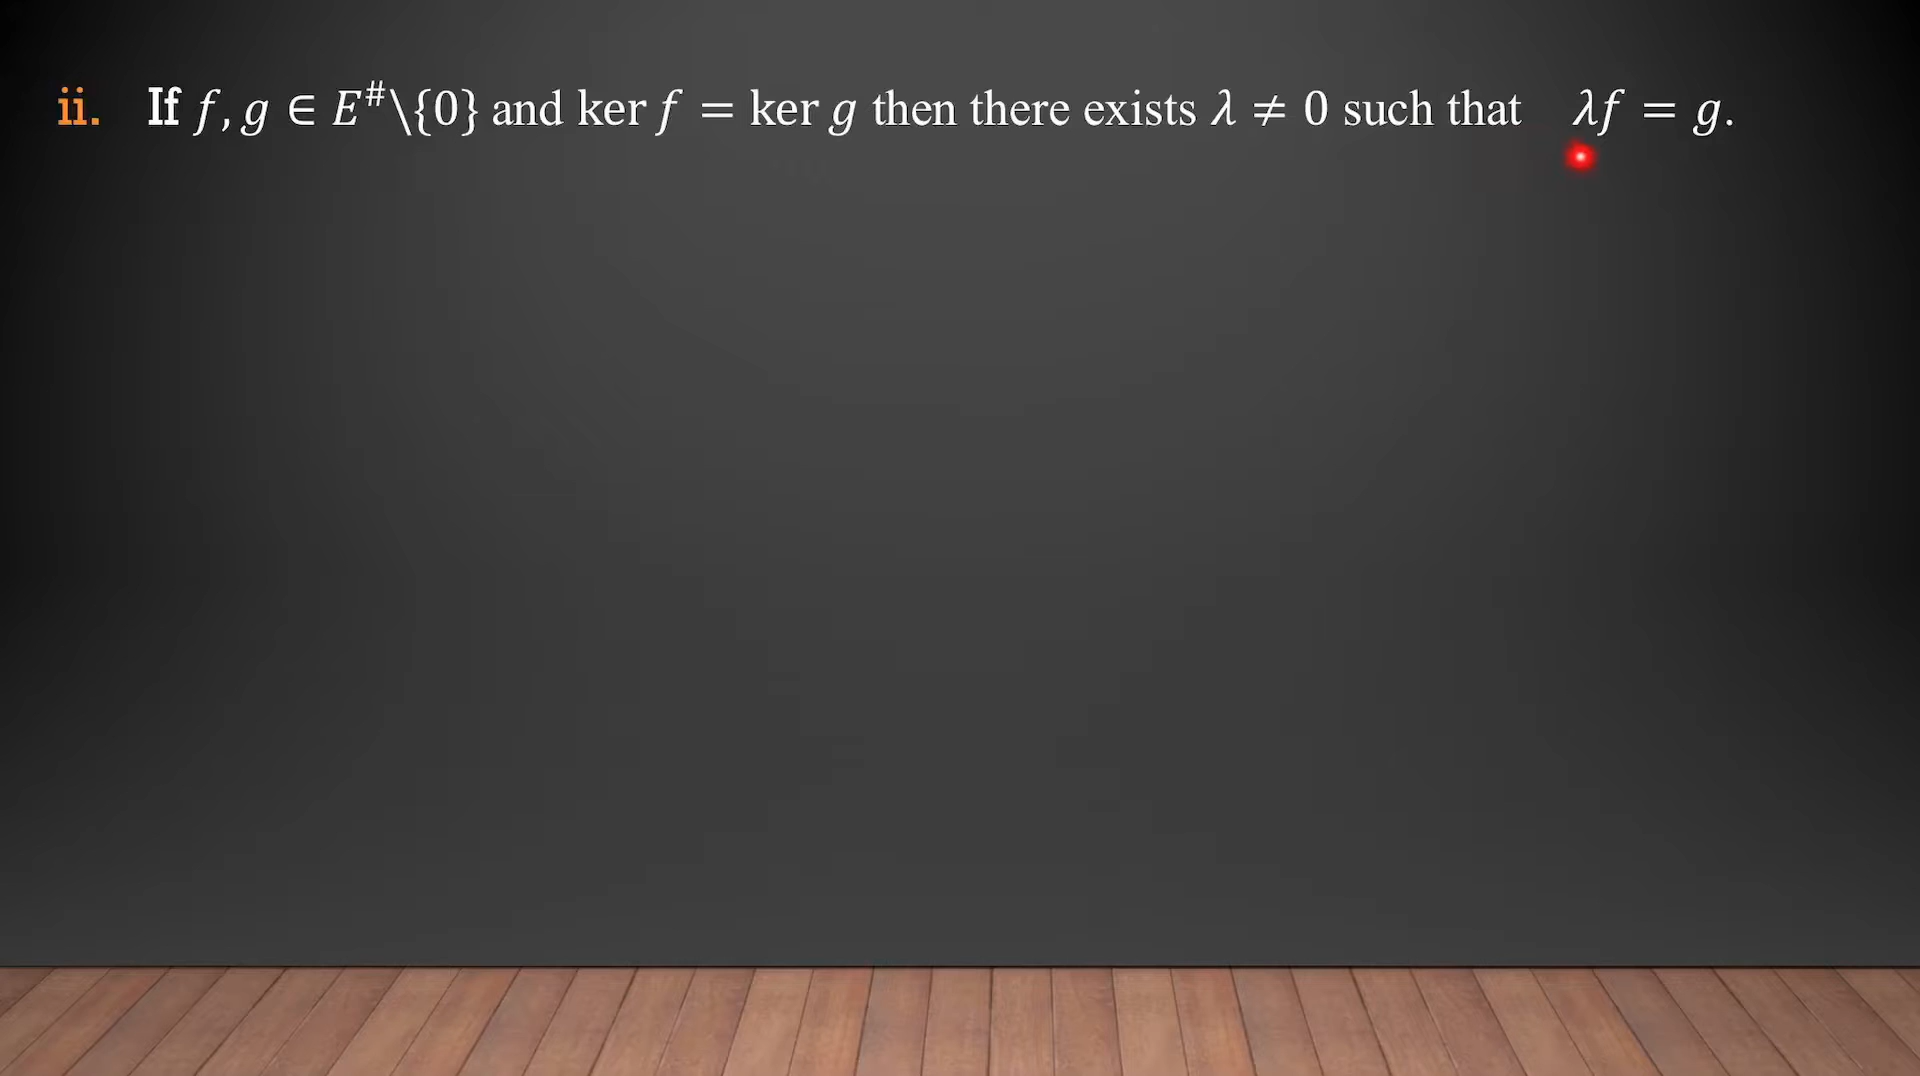 ii. If f, g ∈ E^#\{0} and ker f = ker g then there exists λ ≠ 0 such that λf = g.